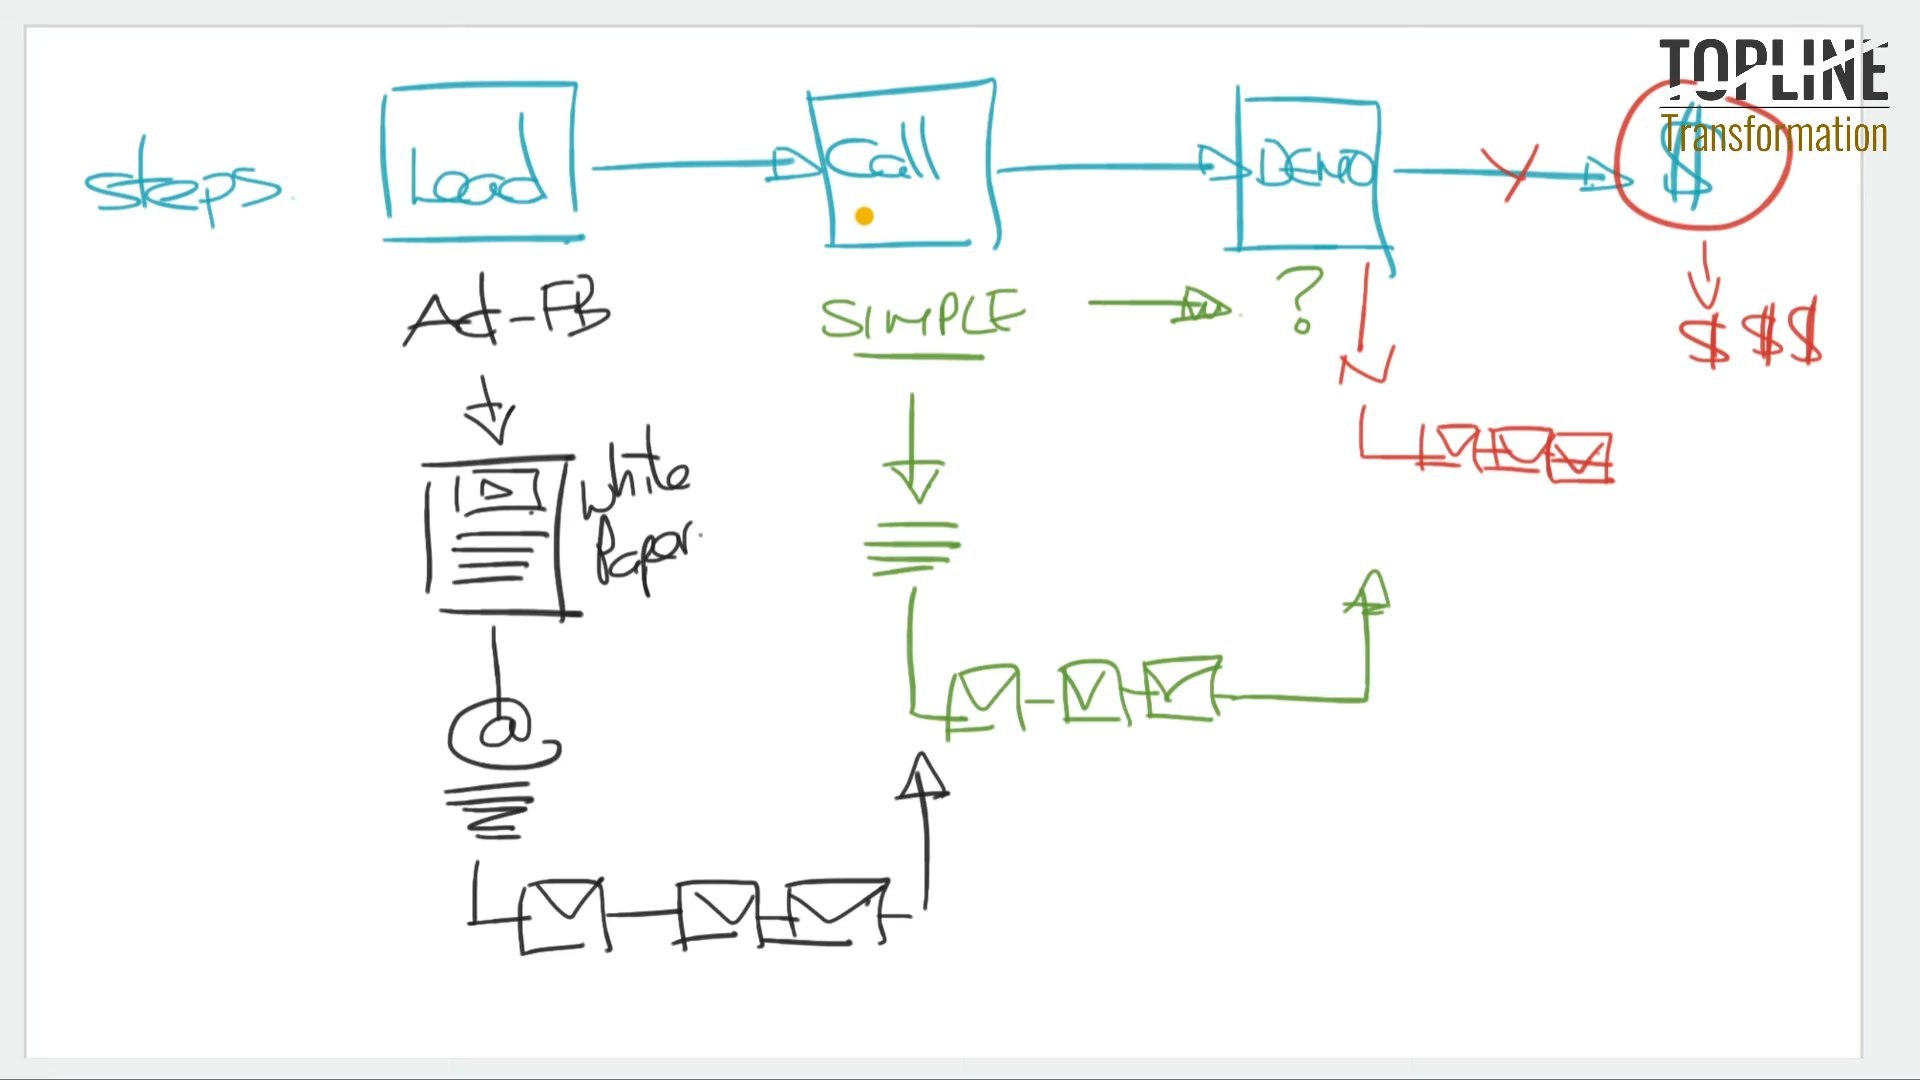 TOPLINE
Transformation
steps.
Lead
Call
DEMO
$
Y
Ad-FB
SIMPLE
?
$ $ $
N
White
Paper.
@